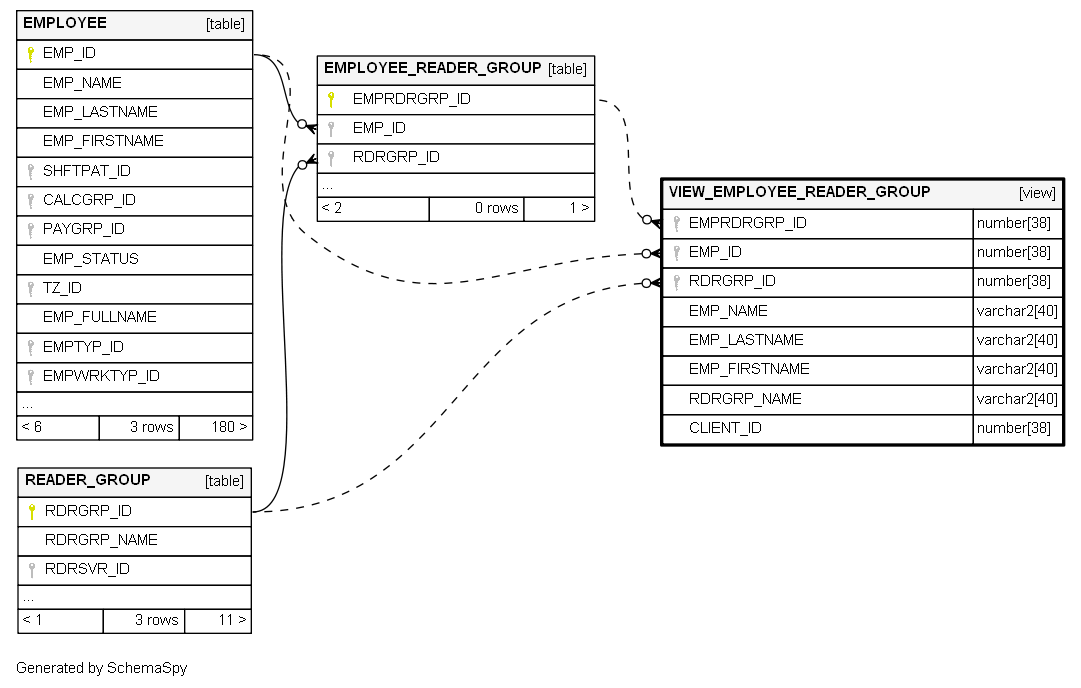 EMPLOYEE [table]
EMP_ID
EMP_NAME
EMP_LASTNAME
EMP_FIRSTNAME
SHFTPAT_ID
CALCGRP_ID
PAYGRP_ID
EMP_STATUS
TZ_ID
EMP_FULLNAME
EMPTYP_ID
EMPWRKTYP_ID
...
< 6 3 rows 180 >
EMPLOYEE_READER_GROUP [table]
EMPRDRGRP_ID
EMP_ID
RDRGRP_ID
...
< 2 0 rows 1 >
VIEW_EMPLOYEE_READER_GROUP [view]
EMPRDRGRP_ID number[38]
EMP_ID number[38]
RDRGRP_ID number[38]
EMP_NAME varchar2[40]
EMP_LASTNAME varchar2[40]
EMP_FIRSTNAME varchar2[40]
RDRGRP_NAME varchar2[40]
CLIENT_ID number[38]
READER_GROUP [table]
RDRGRP_ID
RDRGRP_NAME
RDRSVR_ID
...
< 1 3 rows 11 >
Generated by SchemaSpy